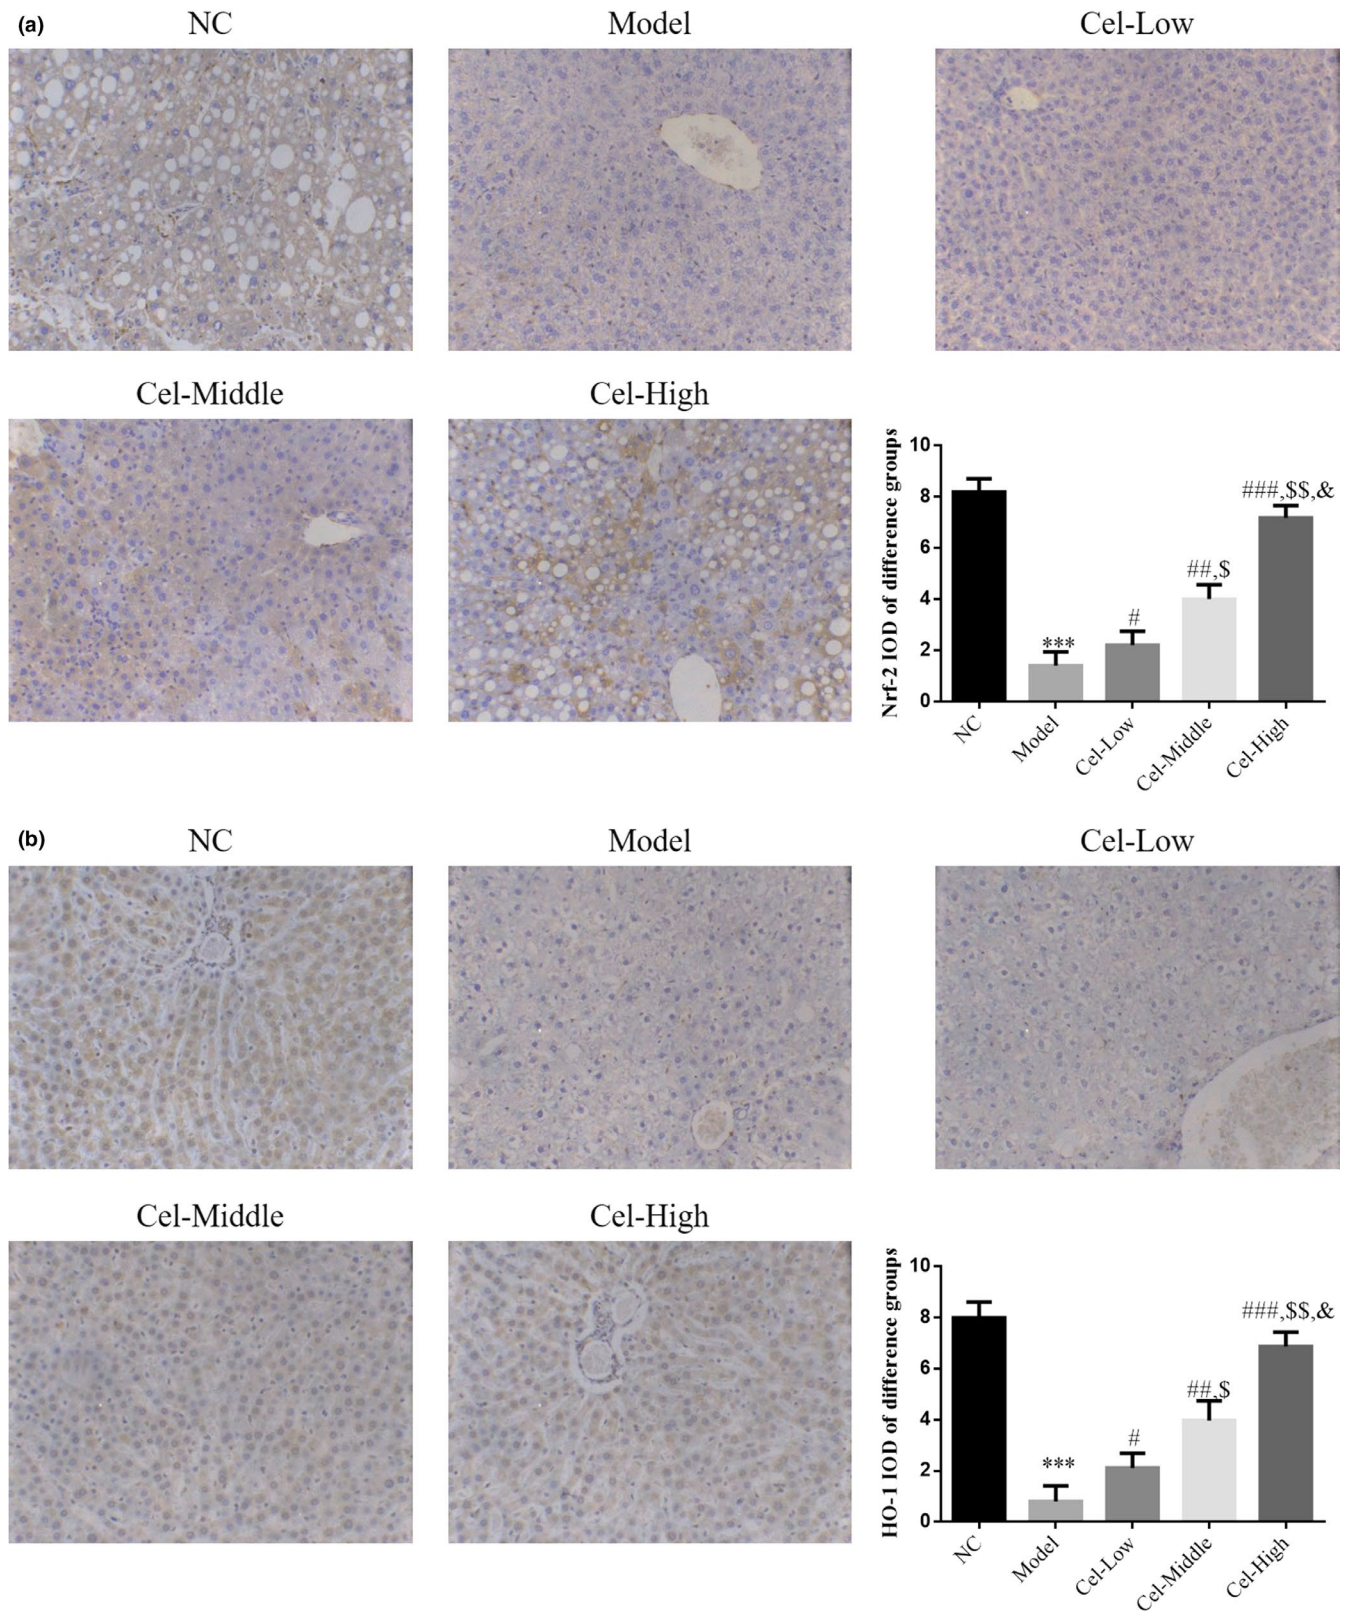 (a)
NC
Model
Cel-Low
Cel-Middle
Cel-High
Nrf-2 IOD of difference groups
10
8
6
4
2
0
***
#
##,$
###,$$,&
NC
Model
Cel-Low
Cel-Middle
Cel-High
(b)
NC
Model
Cel-Low
Cel-Middle
Cel-High
HO-1 IOD of difference groups
10
8
6
4
2
0
***
#
##,$
###,$$,&
NC
Model
Cel-Low
Cel-Middle
Cel-High